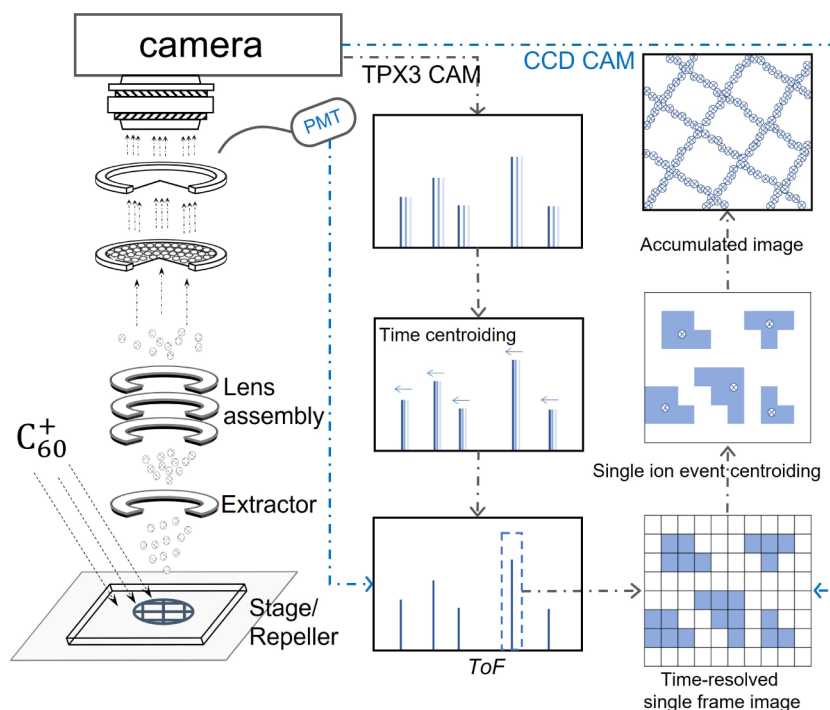 camera
TPX3 CAM
CCD CAM
PMT
Accumulated image
Time centroiding
Lens
assembly
C60+
Single ion event centroiding
Extractor
Stage/
Repeller
ToF
Time-resolved
single frame image